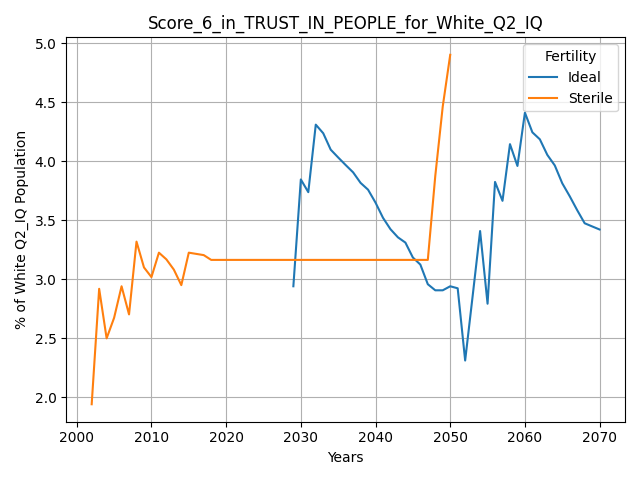 Score_6_in_TRUST_IN_PEOPLE_for_White_Q2_IQ
5.0
4.5
4.0
3.5
3.0
2.5
2.0
% of White Q2_IQ Population
Fertility
Ideal
Sterile
2000 2010 2020 2030 2040 2050 2060 2070
Years